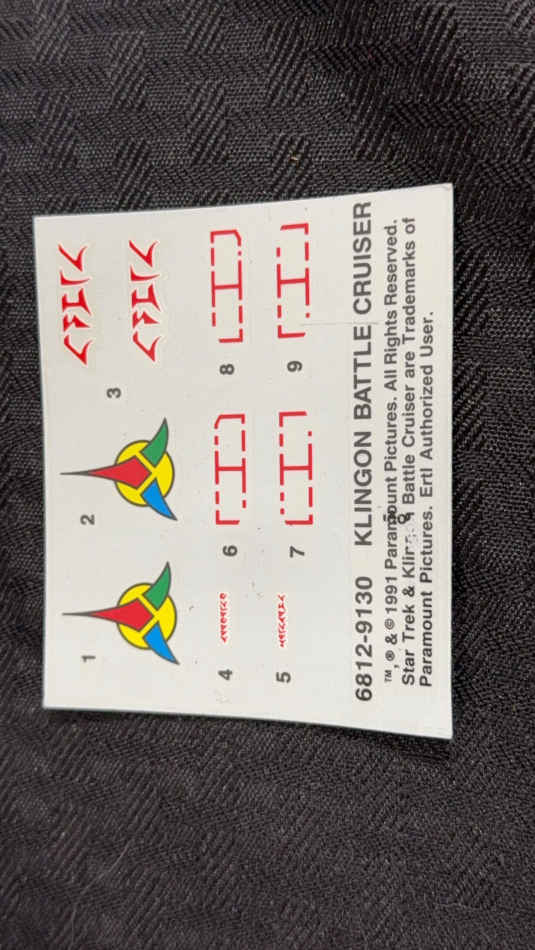 1
2
3
4
5
6
7
8
9
6812-9130 KLINGON BATTLE CRUISER
™, ® & © 1991 Paramount Pictures. All Rights Reserved.
Star Trek & Klingon Battle Cruiser are Trademarks of
Paramount Pictures. Ertl Authorized User.